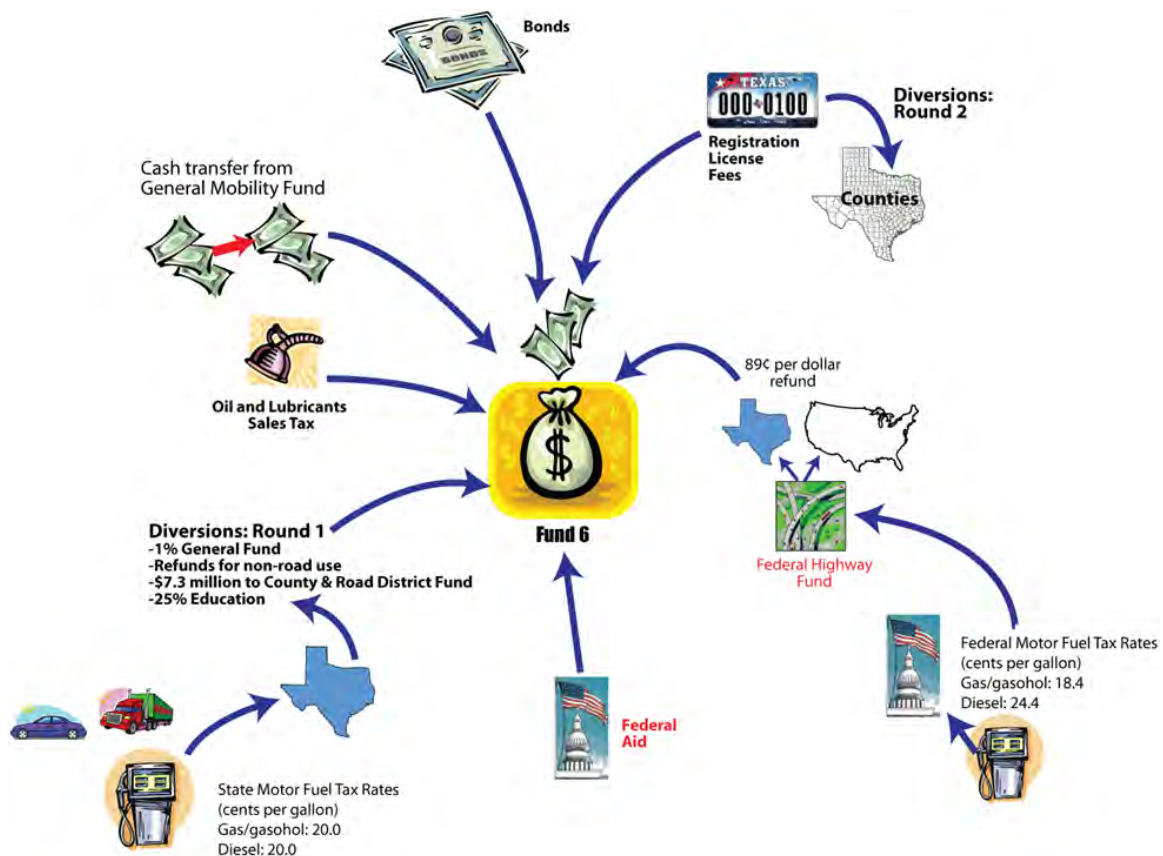 Bonds
BONDS
TEXAS
000 0100
Registration
License
Fees
Diversions:
Round 2
Counties
Cash transfer from
General Mobility Fund
Oil and Lubricants
Sales Tax
$
Fund 6
89¢ per dollar
refund
Federal Highway
Fund
Diversions: Round 1
-1% General Fund
-Refunds for non-road use
-$7.3 million to County & Road District Fund
-25% Education
State Motor Fuel Tax Rates
(cents per gallon)
Gas/gasohol: 20.0
Diesel: 20.0
Federal
Aid
Federal Motor Fuel Tax Rates
(cents per gallon)
Gas/gasohol: 18.4
Diesel: 24.4